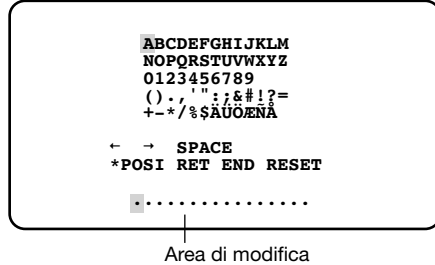 ABCDEFGHIJKLM
NOPQRSTUVWXYZ
0123456789
().,'":;&#!?=
+-*/%$ÄÜÖÆÑÅ
← → SPACE
*POSI RET END RESET
................
Area di modifica